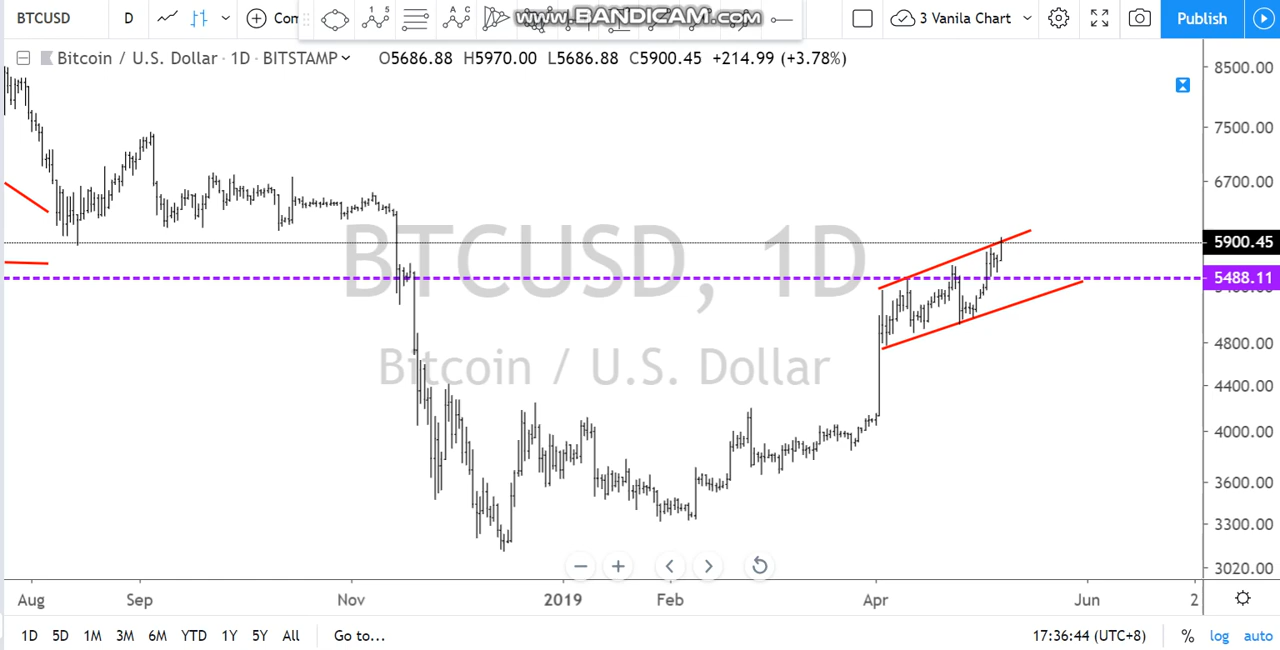 BTCUSD D Con www.BANDICAM.com 3 Vanila Chart Publish
Bitcoin / U.S. Dollar · 1D · BITSTAMP O5686.88 H5970.00 L5686.88 C5900.45 +214.99 (+3.78%)
8500.00
7500.00
6700.00
BTCUSD, 1D
5900.45
5488.11
Bitcoin / U.S. Dollar
4800.00
4400.00
4000.00
3600.00
3300.00
3020.00
Aug Sep Nov 2019 Feb Apr Jun 2
1D 5D 1M 3M 6M YTD 1Y 5Y All Go to... 17:36:44 (UTC+8) % log auto